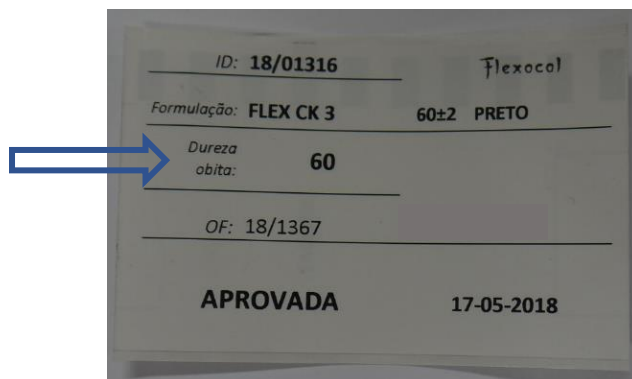 ID: 18/01316 Flexocol
Formulação: FLEX CK 3 60±2 PRETO
Dureza
obita: 60
OF: 18/1367
APROVADA 17-05-2018